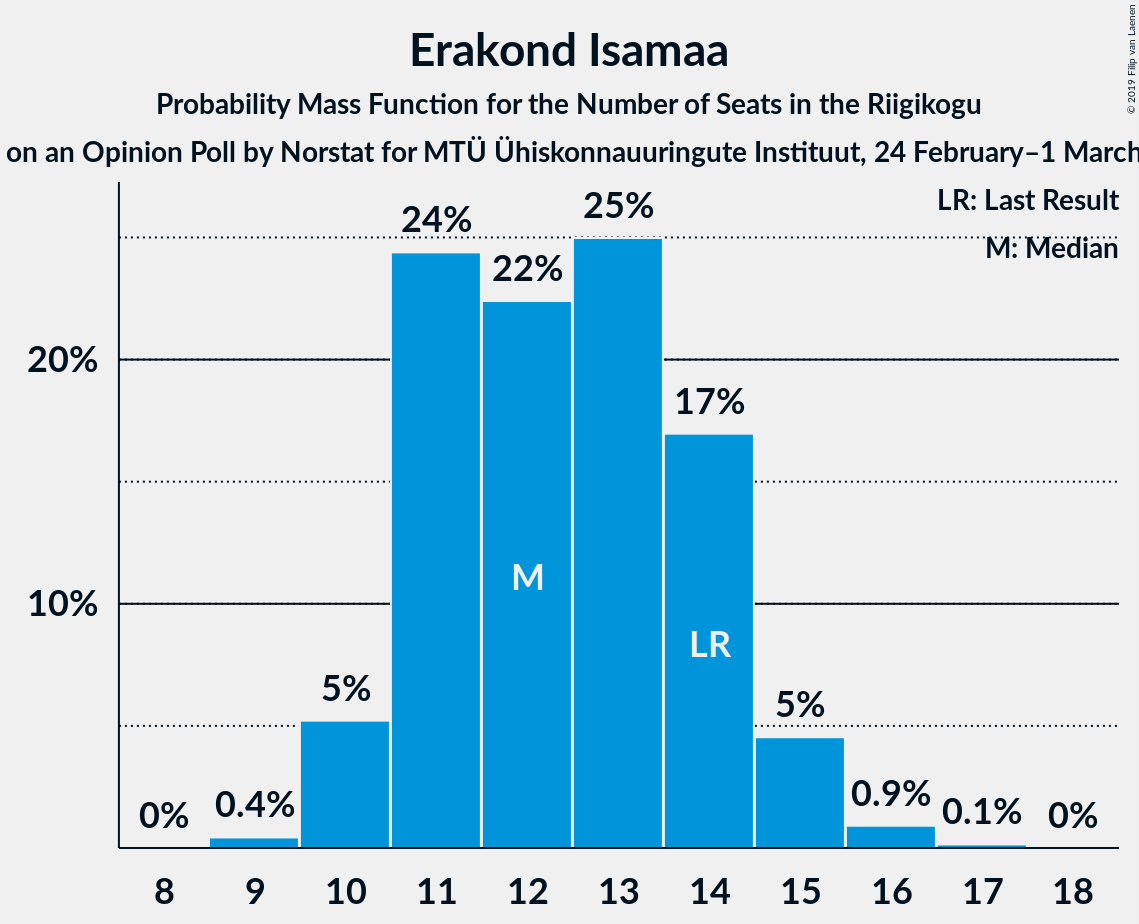 Erakond Isamaa
Probability Mass Function for the Number of Seats in the Riigikogu
on an Opinion Poll by Norstat for MTÜ Ühiskonnauuringute Instituut, 24 February–1 March
© 2019 Filip van Laenen
LR: Last Result
M: Median
20%
10%
0%
0.4%
5%
24%
22%
25%
17%
5%
0.9%
0.1%
0%
M
LR
8 9 10 11 12 13 14 15 16 17 18